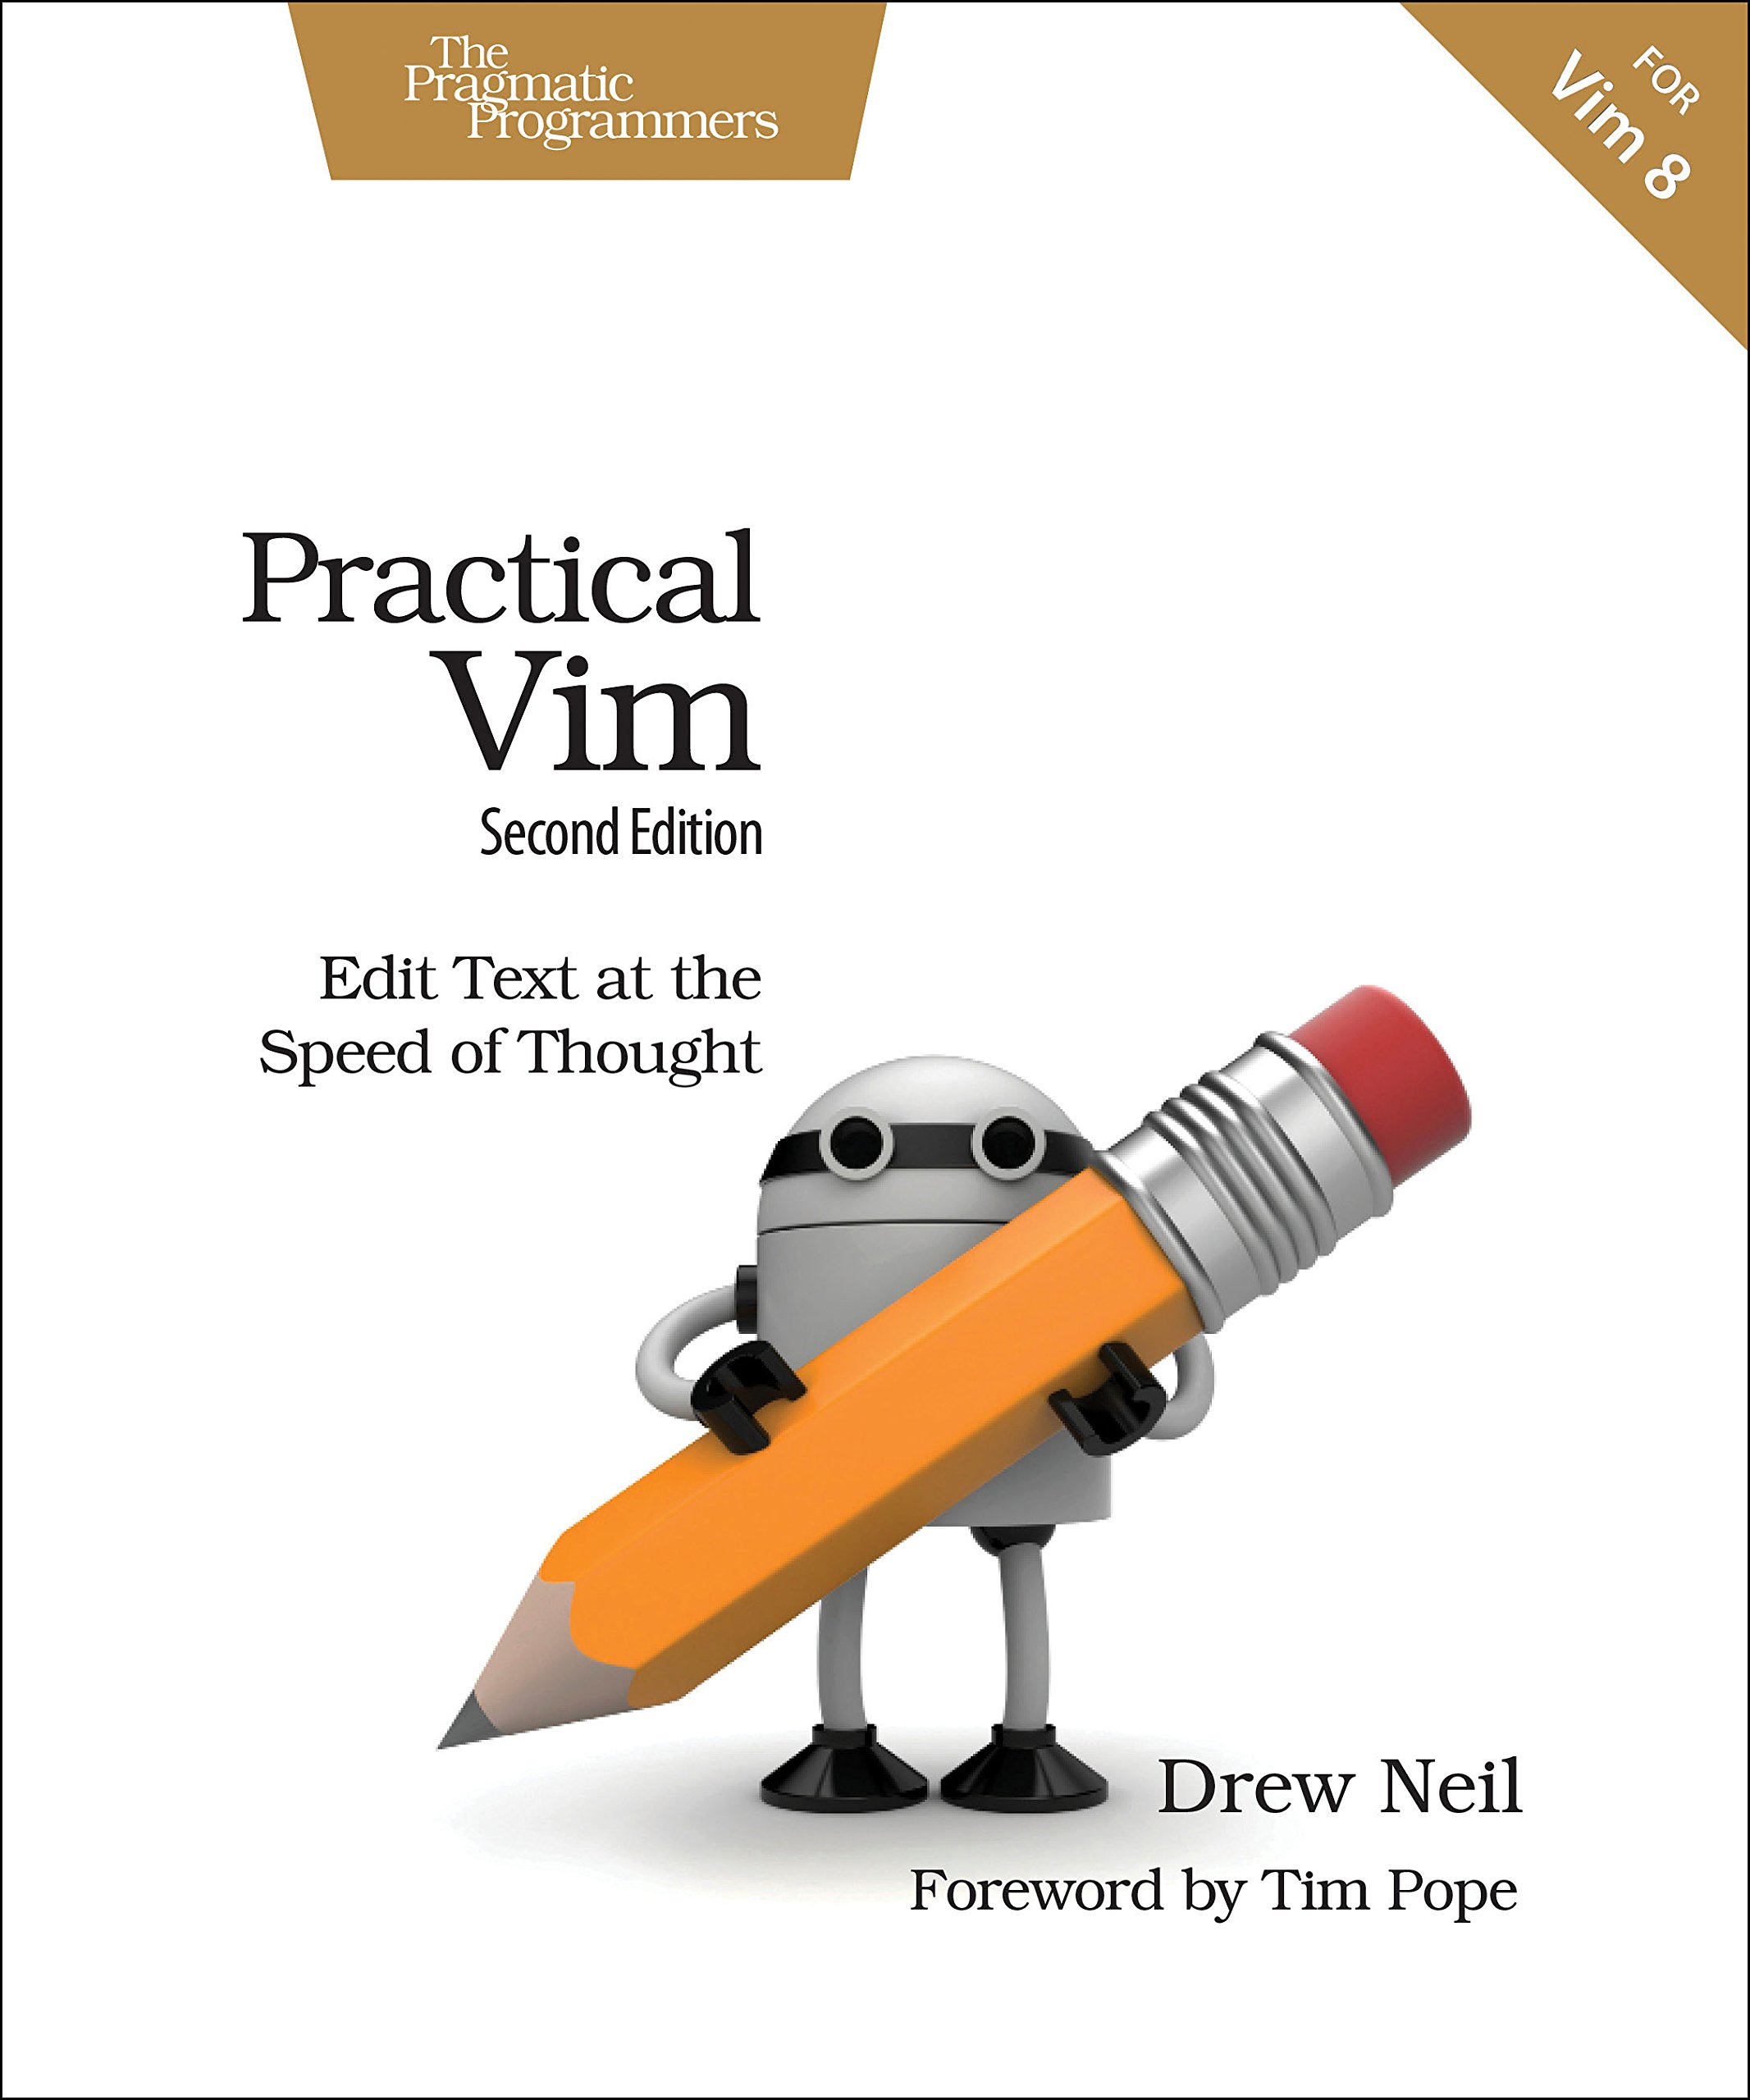 The
Pragmatic
Programmers
FOR
Vim 8
Practical
Vim
Second Edition
Edit Text at the
Speed of Thought
Drew Neil
Foreword by Tim Pope